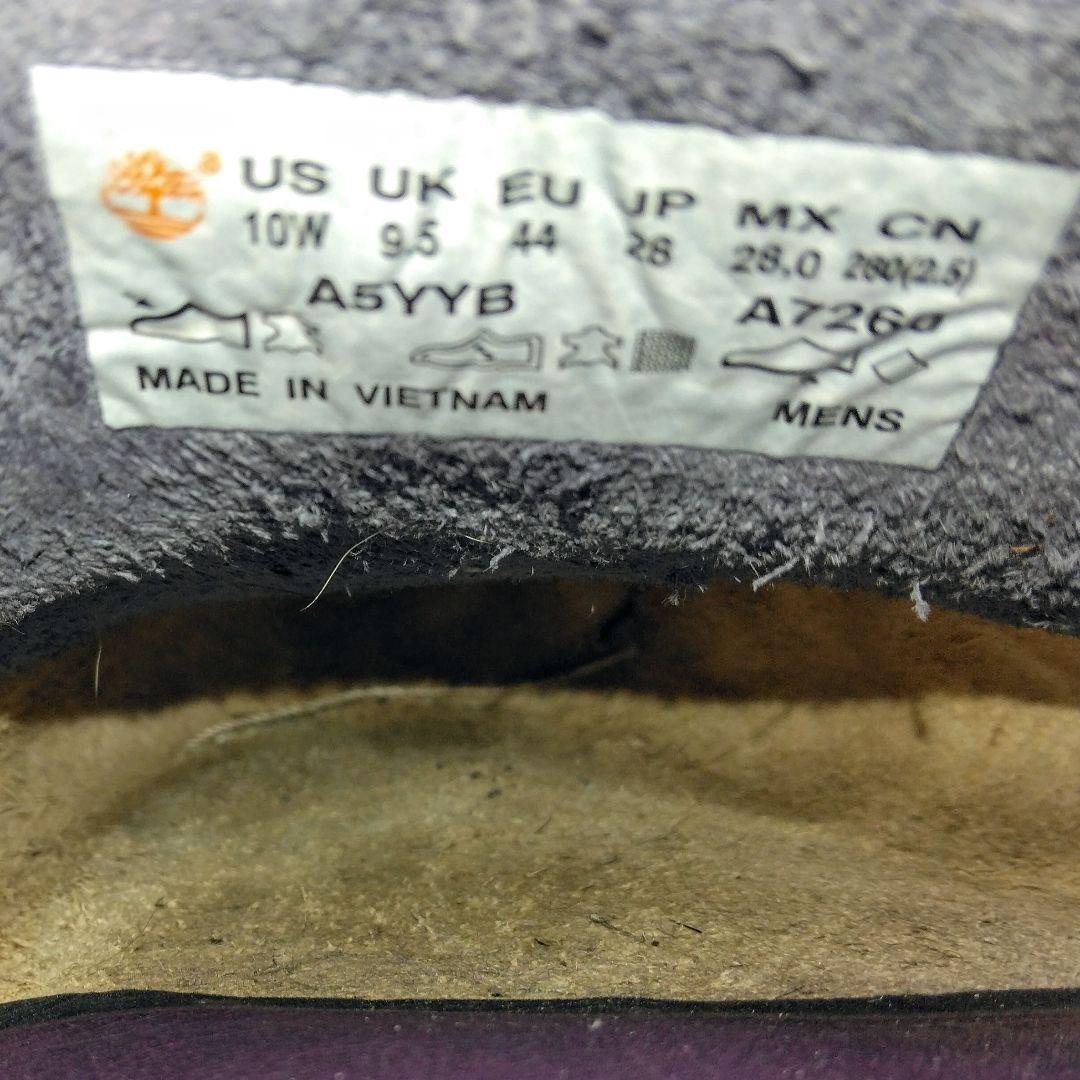 US UK EU JP MX CN
10W 9.5 44 28 28.0 280(2.5)
A5YYB
MADE IN VIETNAM MENS